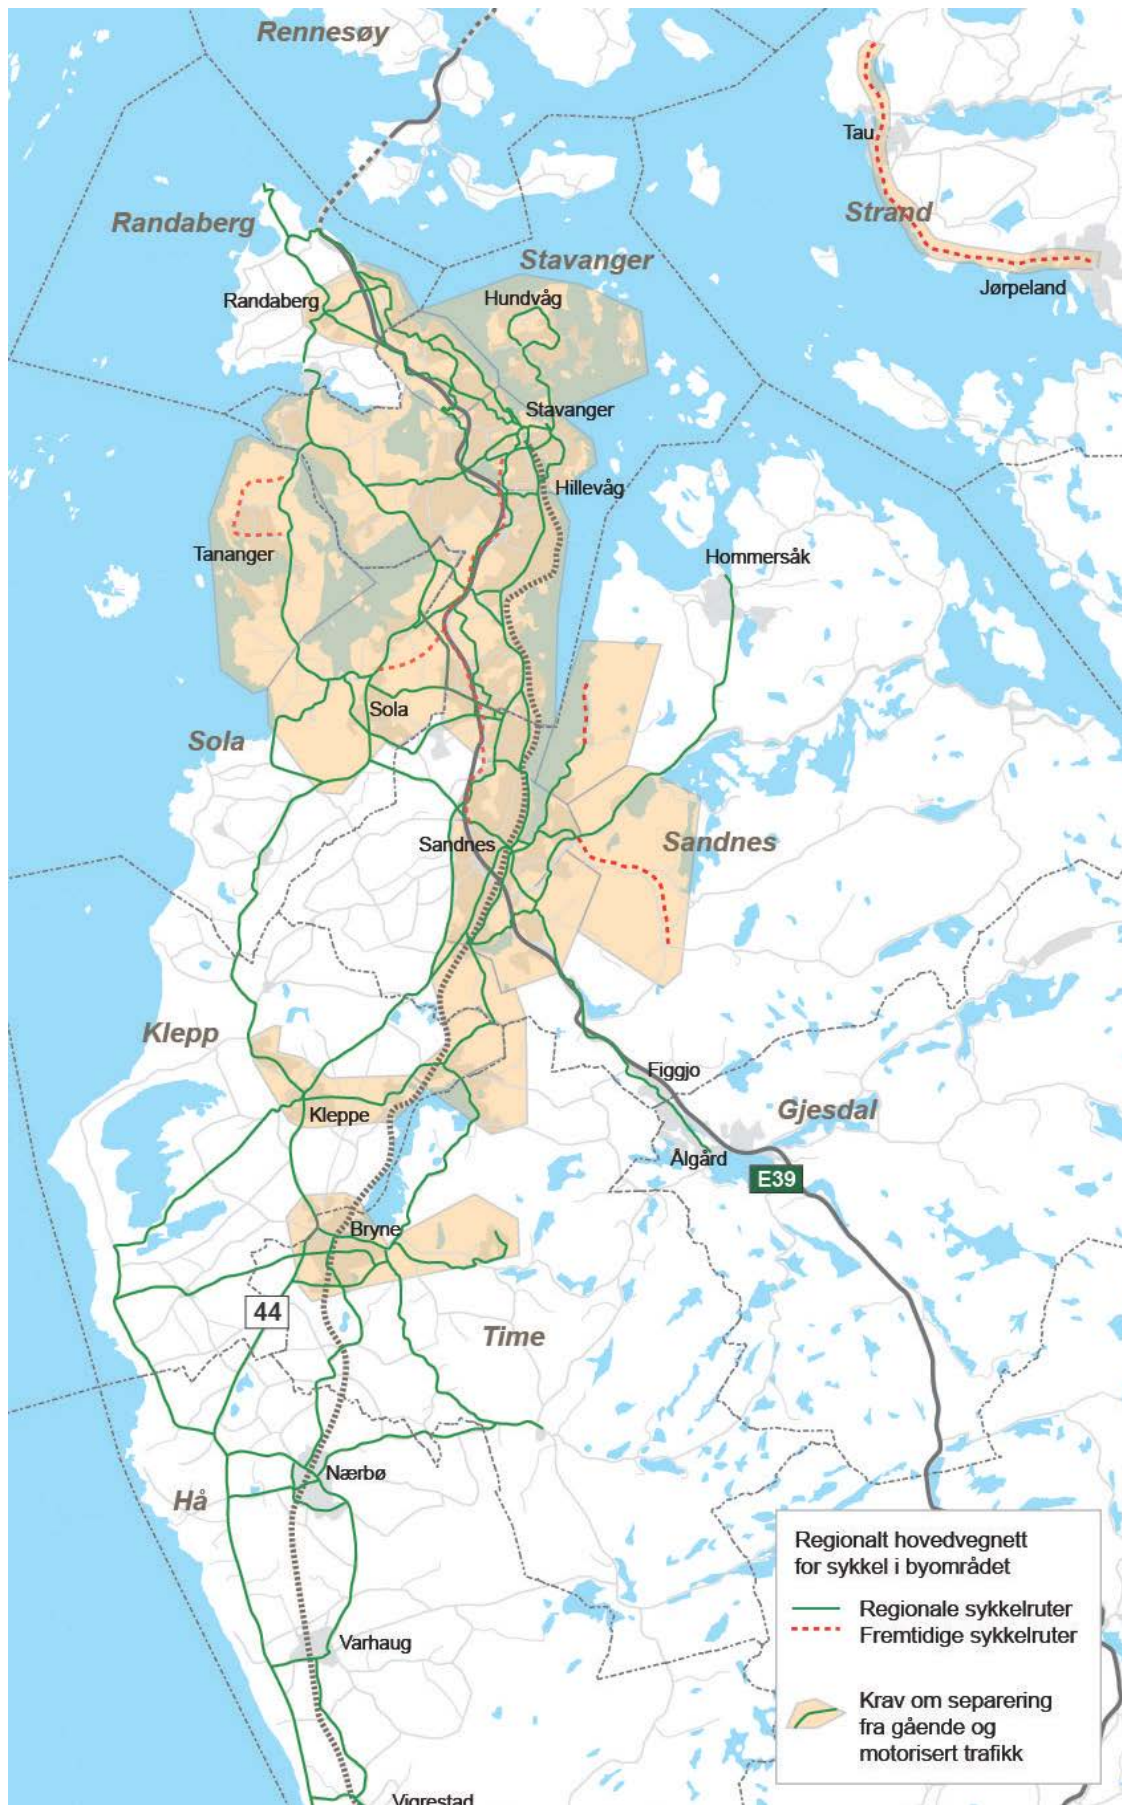 Rennesøy
Tau
Strand
Randaberg
Stavanger
Jørpeland
Randaberg
Hundvåg
Stavanger
Hillevåg
Tananger
Hommersåk
Sola
Sola
Sandnes
Sandnes
Klepp
Figgjo
Kleppe
Gjesdal
Ålgård
E39
Bryne
44
Time
Nærbø
Hå
Varhaug
Vigrestad
Regionalt hovedvegnett
for sykkel i byområdet
Regionale sykkelruter
Fremtidige sykkelruter
Krav om separering
fra gående og
motorisert trafikk